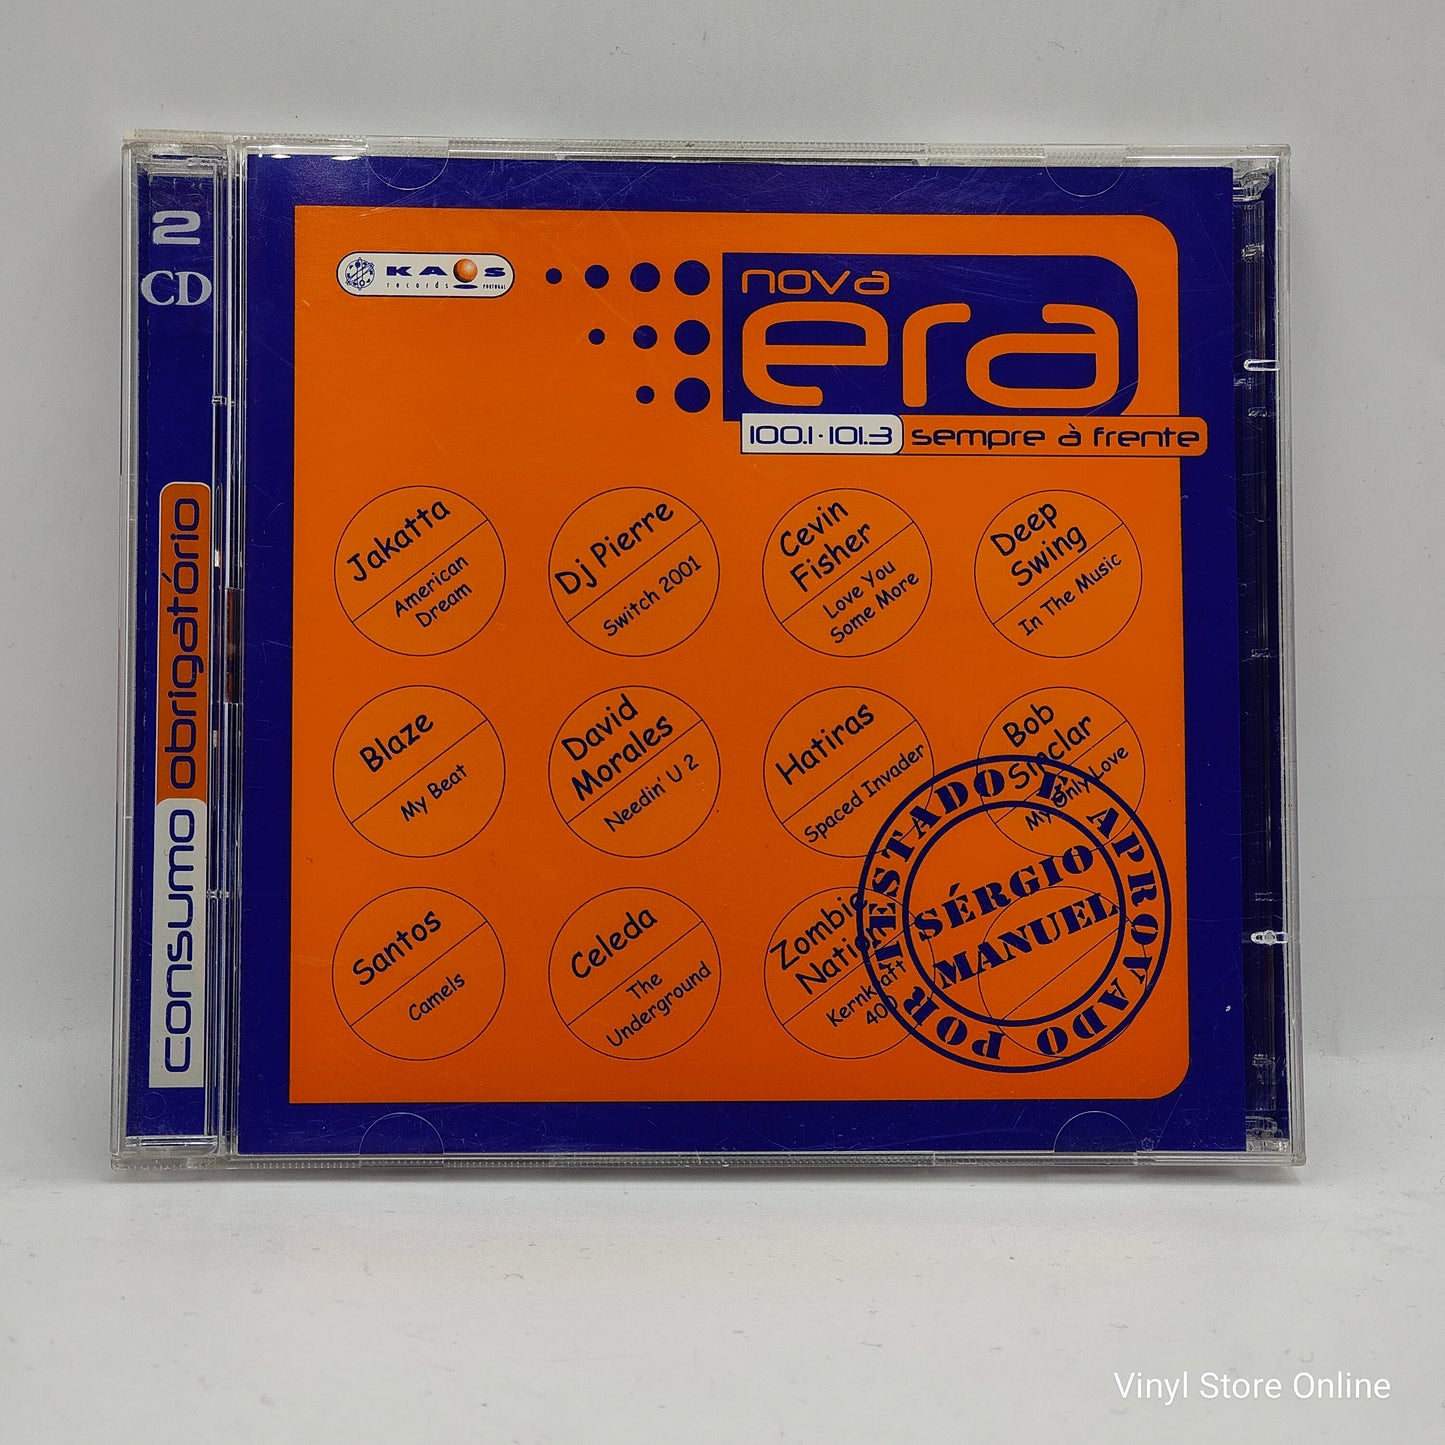 2
CD
consumo obrigatório
KAOS
records PORTUGAL
nova
era
100.1 · 101.3 sempre à frente
Jakatta
American
Dream
Dj Pierre
Switch 2001
Cevin
Fisher
Love You
Some More
Deep
Swing
In The Music
Blaze
My Beat
David
Morales
Needin' U 2
Hatiras
Spaced Invader
Bob
Sinclar
My Only Love
Santos
Camels
Celeda
The
Underground
Zombie
Nation
Kernkraft
400
TESTADO E APROVADO POR
SÉRGIO
MANUEL
Vinyl Store Online